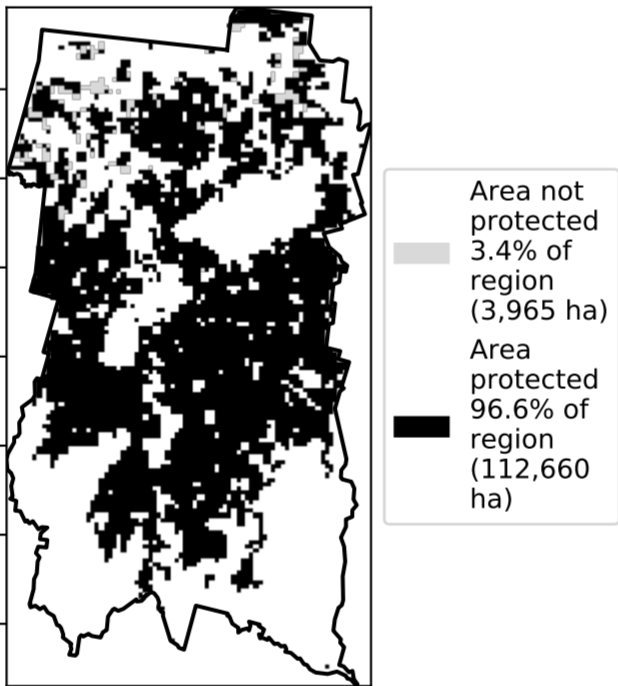 Area not
protected
3.4% of
region
(3,965 ha)
Area
protected
96.6% of
region
(112,660
ha)